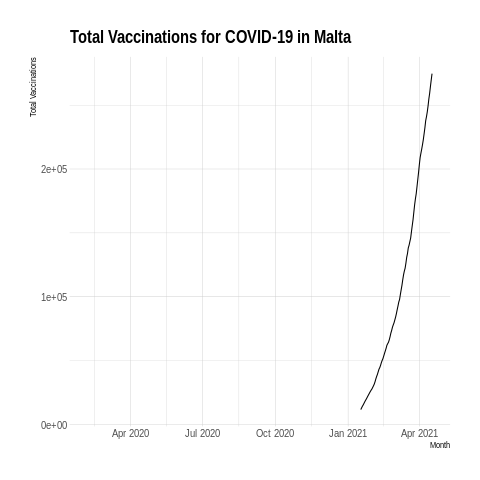 Total Vaccinations for COVID-19 in Malta
Total Vaccinations
2e+05
1e+05
0e+00
Apr 2020 Jul 2020 Oct 2020 Jan 2021 Apr 2021
Month